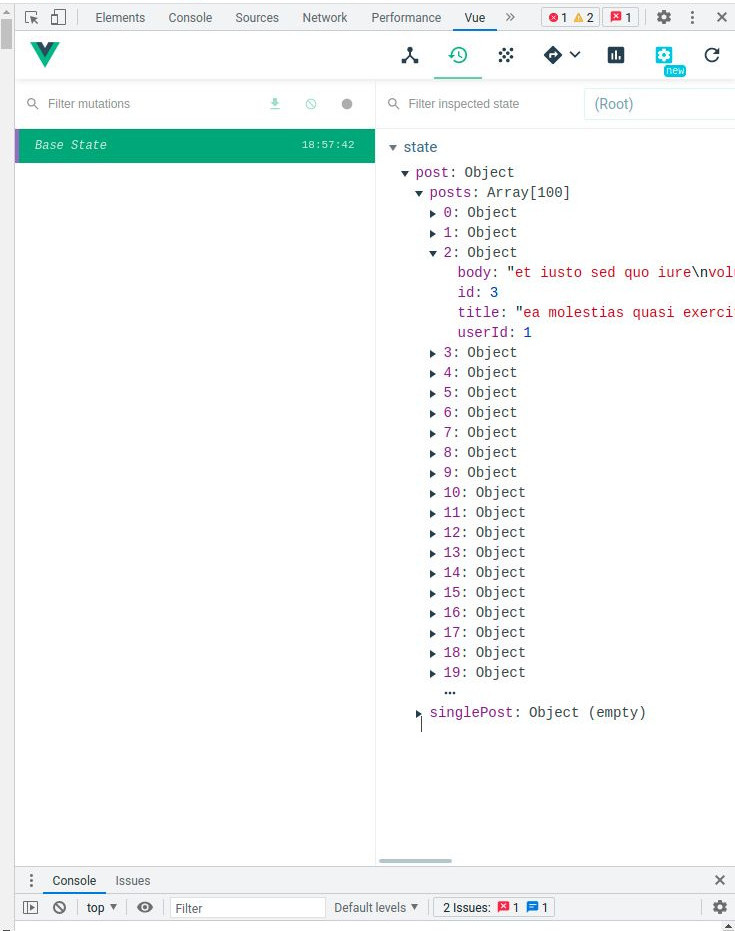 Elements Console Sources Network Performance Vue » 1 2 1
new
Filter mutations Filter inspected state (Root)
Base State 18:57:42
state
post: Object
posts: Array[100]
0: Object
1: Object
2: Object
body: "et iusto sed quo iure\nvolu
id: 3
title: "ea molestias quasi exercit
userId: 1
3: Object
4: Object
5: Object
6: Object
7: Object
8: Object
9: Object
10: Object
11: Object
12: Object
13: Object
14: Object
15: Object
16: Object
17: Object
18: Object
19: Object
...
singlePost: Object (empty)
Console Issues
top Filter Default levels 2 Issues: 1 1